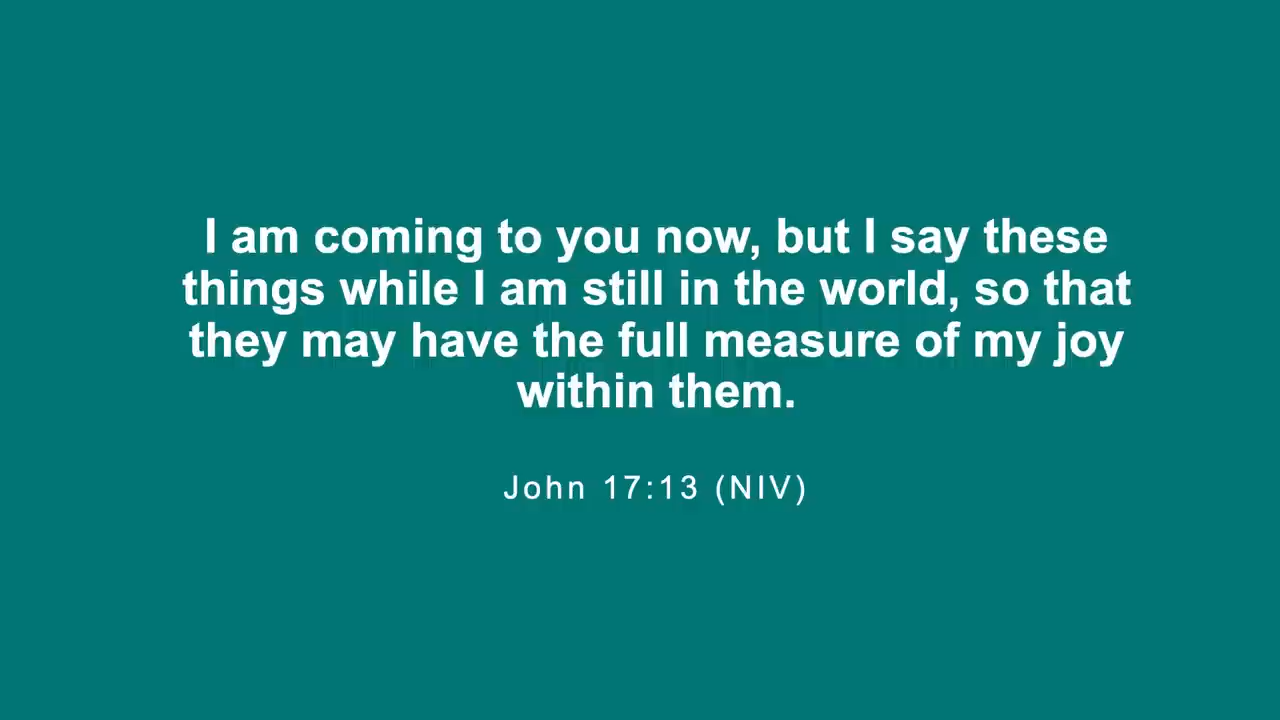 I am coming to you now, but I say these
things while I am still in the world, so that
they may have the full measure of my joy
within them.
John 17:13 (NIV)